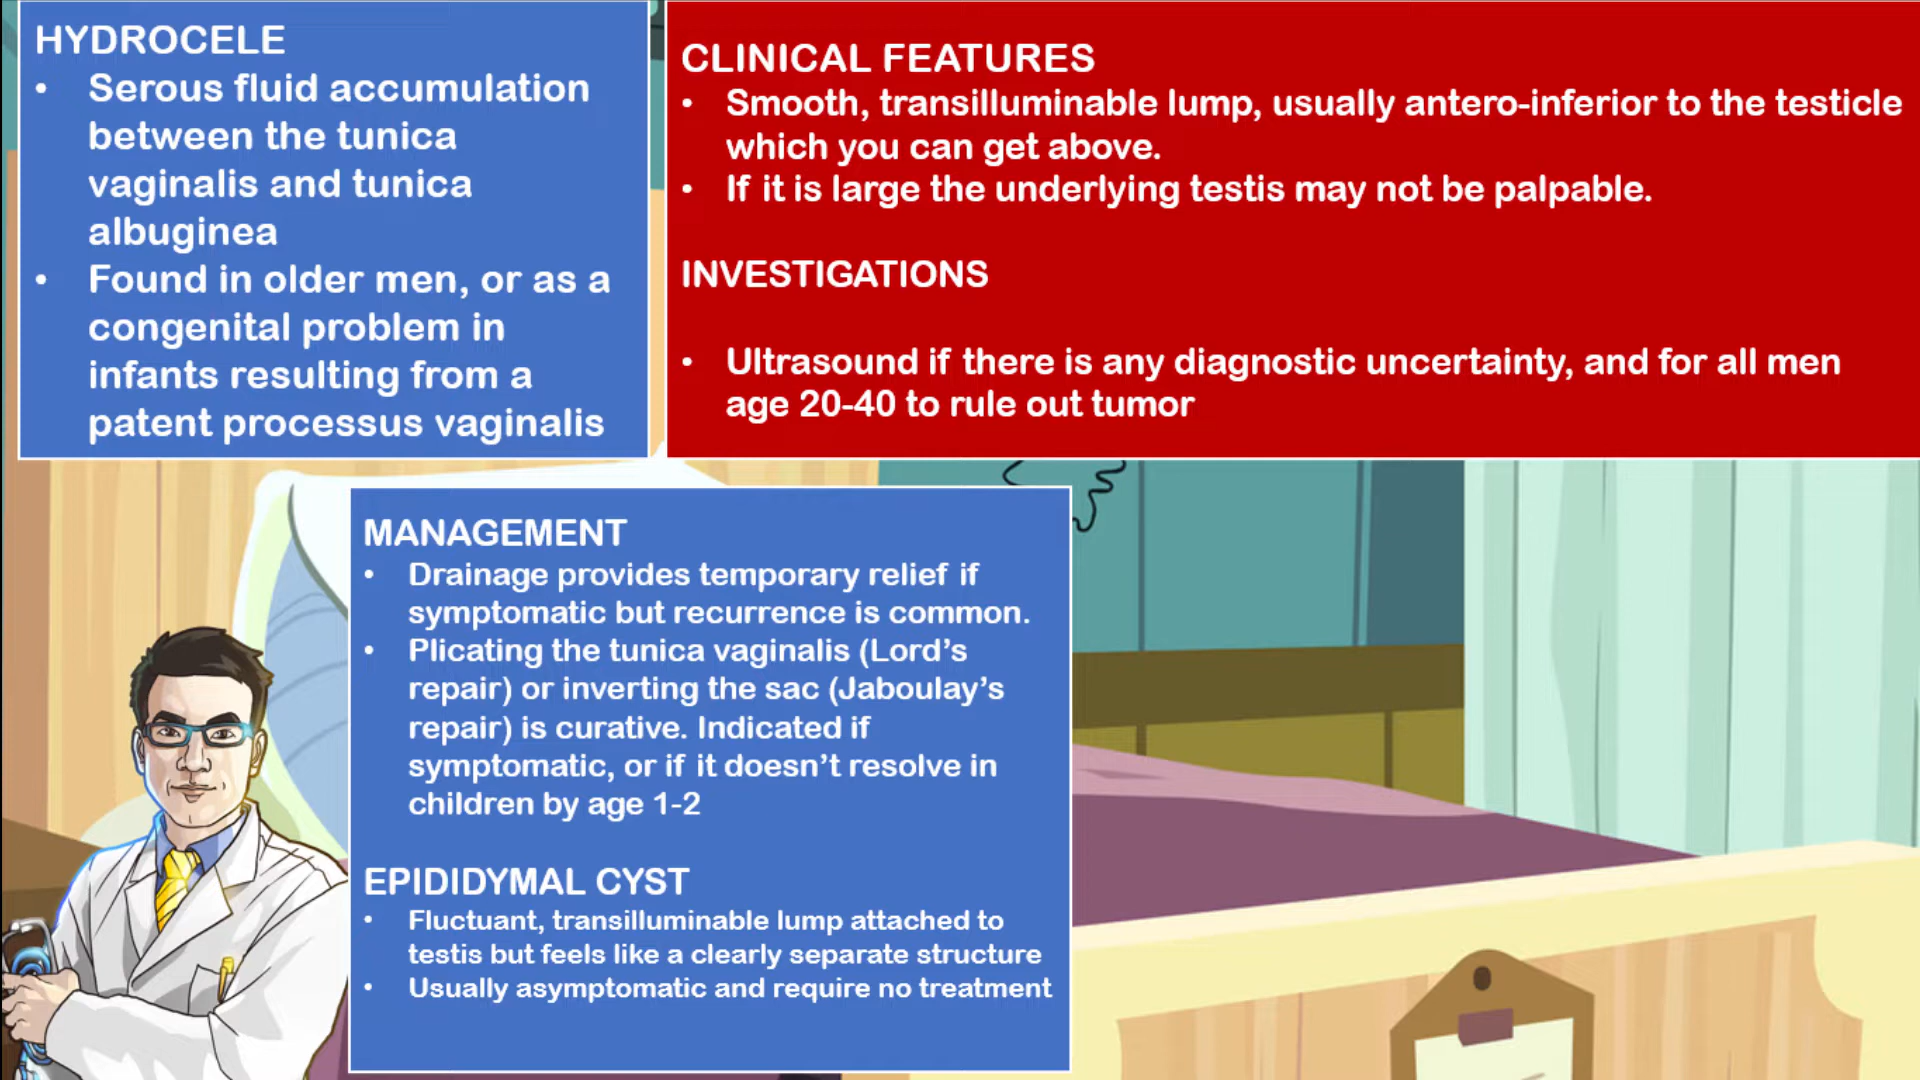 HYDROCELE
• Serous fluid accumulation
between the tunica
vaginalis and tunica
albuginea
• Found in older men, or as a
congenital problem in
infants resulting from a
patent processus vaginalis
CLINICAL FEATURES
• Smooth, transilluminable lump, usually antero-inferior to the testicle
which you can get above.
• If it is large the underlying testis may not be palpable.
INVESTIGATIONS
• Ultrasound if there is any diagnostic uncertainty, and for all men
age 20-40 to rule out tumor
MANAGEMENT
• Drainage provides temporary relief if
symptomatic but recurrence is common.
• Plicating the tunica vaginalis (Lord's
repair) or inverting the sac (Jaboulay's
repair) is curative. Indicated if
symptomatic, or if it doesn't resolve in
children by age 1-2
EPIDIDYMAL CYST
• Fluctuant, transilluminable lump attached to
testis but feels like a clearly separate structure
• Usually asymptomatic and require no treatment